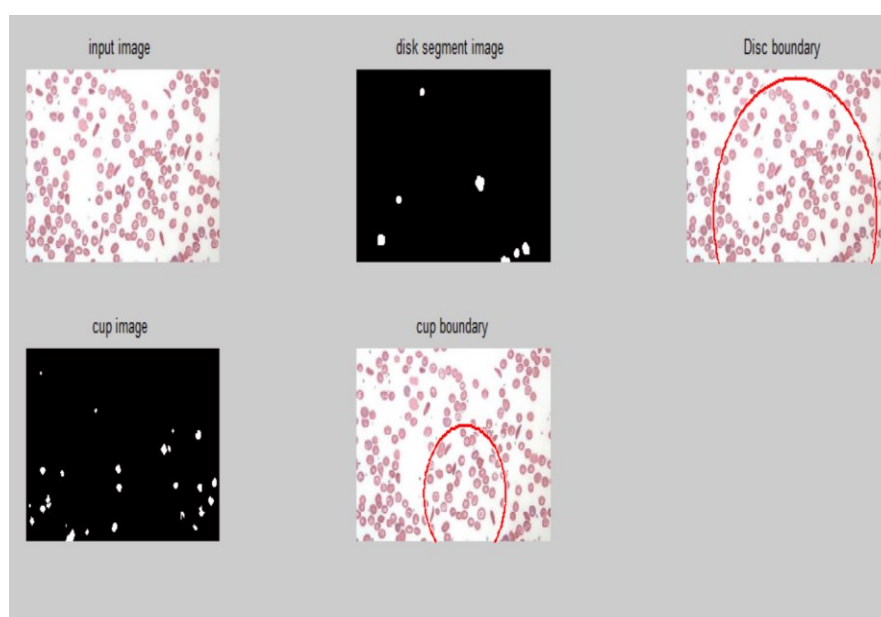 input image
disk segment image
Disc boundary
cup image
cup boundary